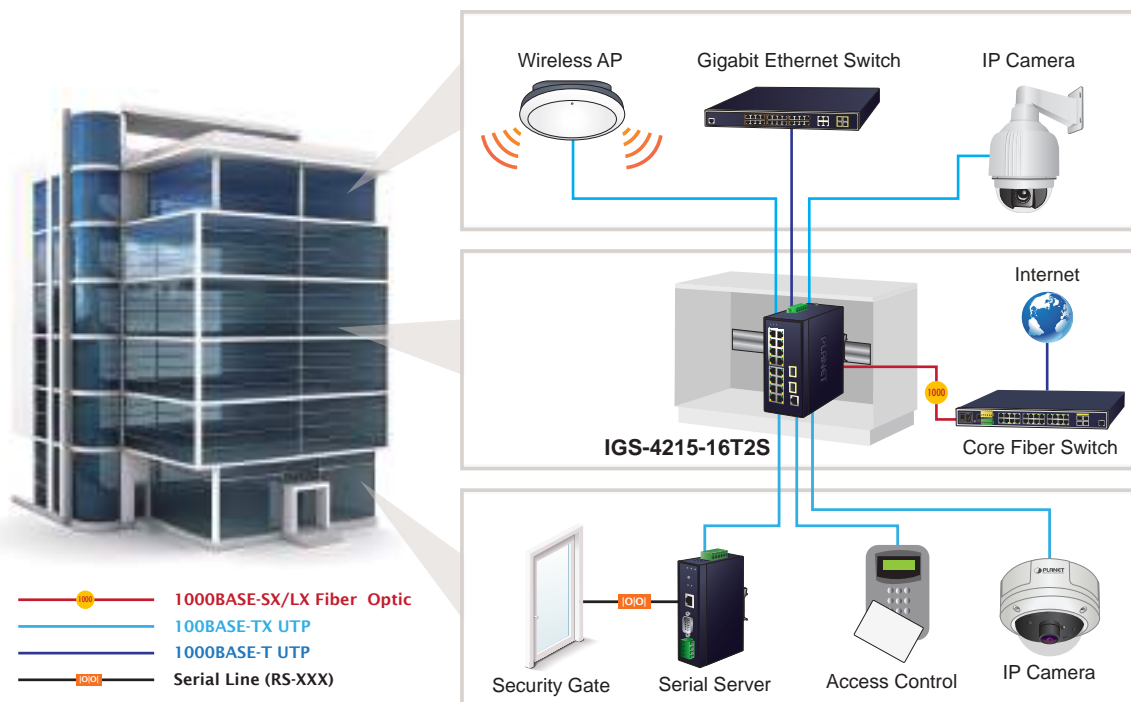 Wireless AP
Gigabit Ethernet Switch
IP Camera
PLANET
Internet
1000
IGS-4215-16T2S
Core Fiber Switch
PLANET
|O|O|
Security Gate
Serial Server
Access Control
IP Camera
1000
1000BASE-SX/LX Fiber Optic
100BASE-TX UTP
1000BASE-T UTP
|O|O|
Serial Line (RS-XXX)